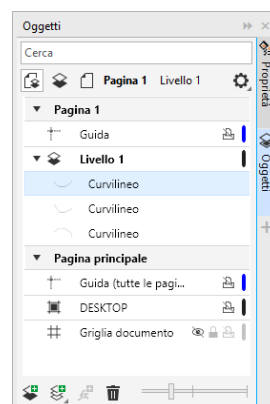 Oggetti
Cerca
Pagina 1 Livello 1
Pagina 1
Guida
Livello 1
Curvilineo
Curvilineo
Curvilineo
Pagina principale
Guida (tutte le pagi...
DESKTOP
Griglia documento
Proprietà
Oggetti